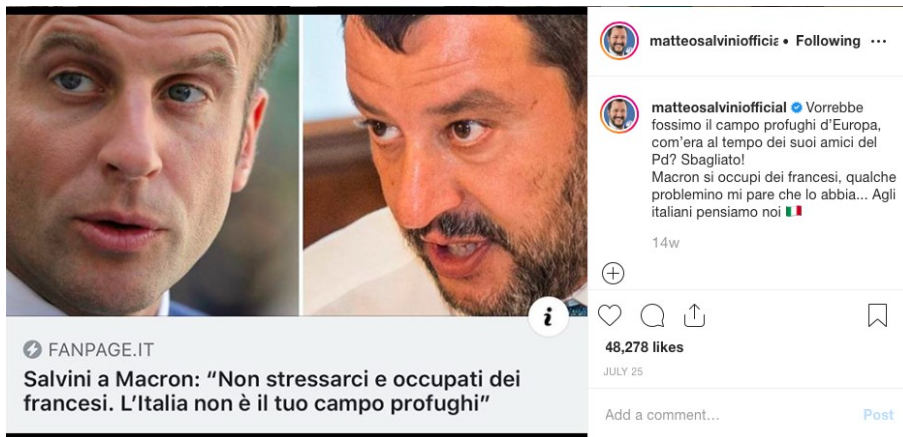 matteosalviniofficia • Following ...
matteosalviniofficial Vorrebbe
fossimo il campo profughi d'Europa,
com'era al tempo dei suoi amici del
Pd? Sbagliato!
Macron si occupi dei francesi, qualche
problemino mi pare che lo abbia... Agli
italiani pensiamo noi 🇮🇹
14w
i
FANPAGE.IT
Salvini a Macron: “Non stressarci e occupati dei
francesi. L’Italia non è il tuo campo profughi”
48,278 likes
JULY 25
Add a comment...
Post